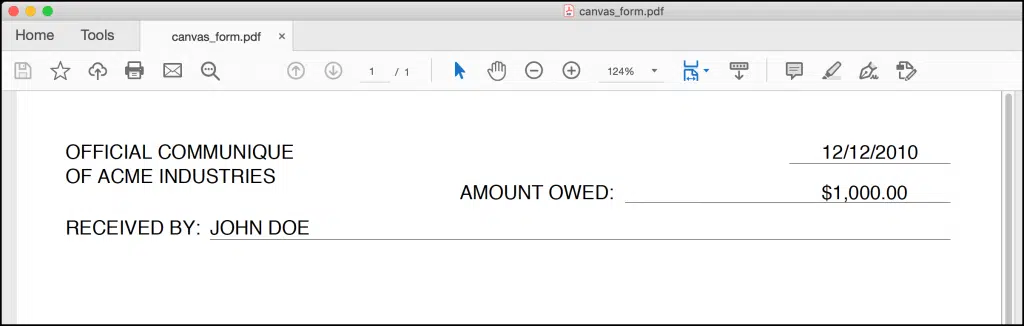 canvas_form.pdf
Home Tools canvas_form.pdf ×
1 / 1 124%
OFFICIAL COMMUNIQUE 12/12/2010
OF ACME INDUSTRIES
AMOUNT OWED: $1,000.00
RECEIVED BY: JOHN DOE